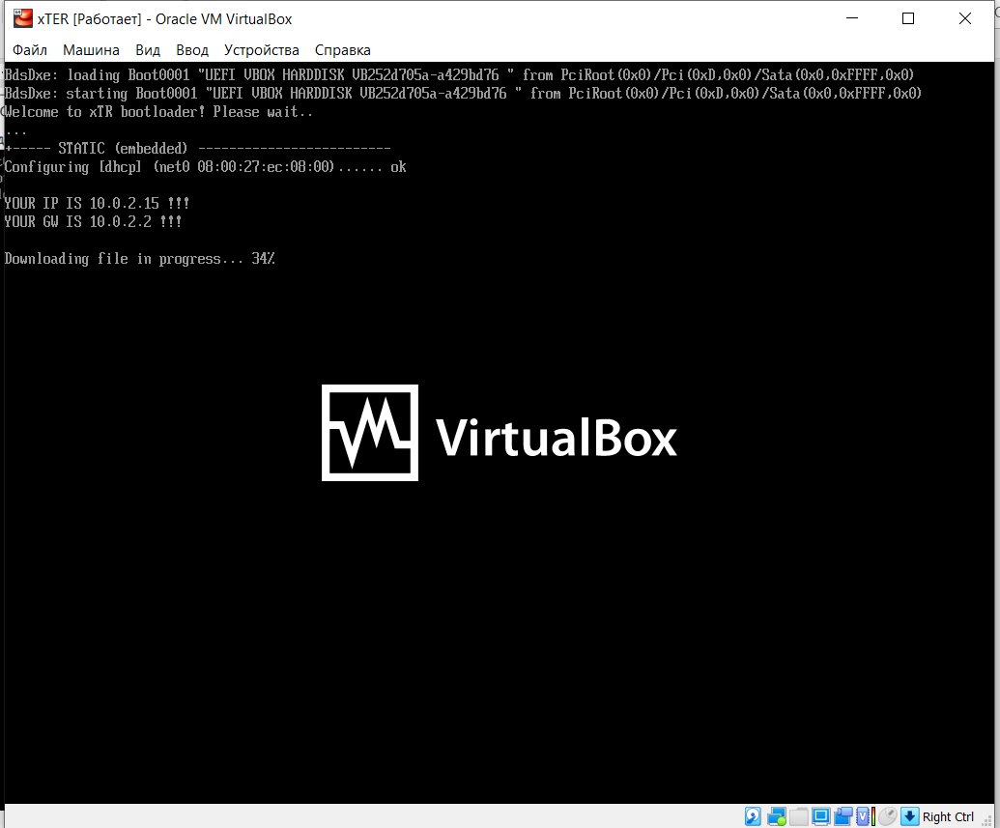 xTER [Работает] - Oracle VM VirtualBox
Файл Машина Вид Ввод Устройства Справка
BdsDxe: loading Boot0001 "UEFI VBOX HARDDISK VB252d705a-a429bd76 " from PciRoot(0x0)/Pci(0xD,0x0)/Sata(0x0,0xFFFF,0x0)
BdsDxe: starting Boot0001 "UEFI VBOX HARDDISK VB252d705a-a429bd76 " from PciRoot(0x0)/Pci(0xD,0x0)/Sata(0x0,0xFFFF,0x0)
Welcome to xTR bootloader! Please wait..
...
+----- STATIC (embedded) -------------------------
Configuring [dhcp] (net0 08:00:27:ec:08:00)...... ok
YOUR IP IS 10.0.2.15 !!!
YOUR GW IS 10.0.2.2 !!!
Downloading file in progress... 34%
VirtualBox
Right Ctrl